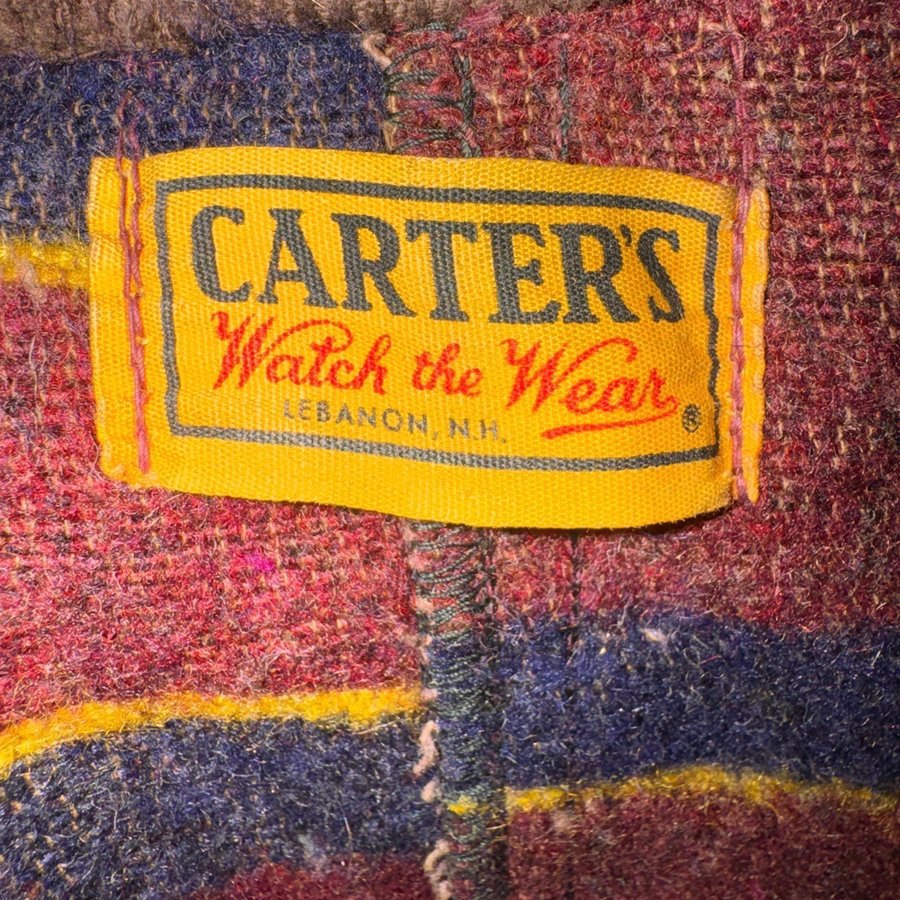 CARTER'S
Watch the Wear
LEBANON, N.H. ®